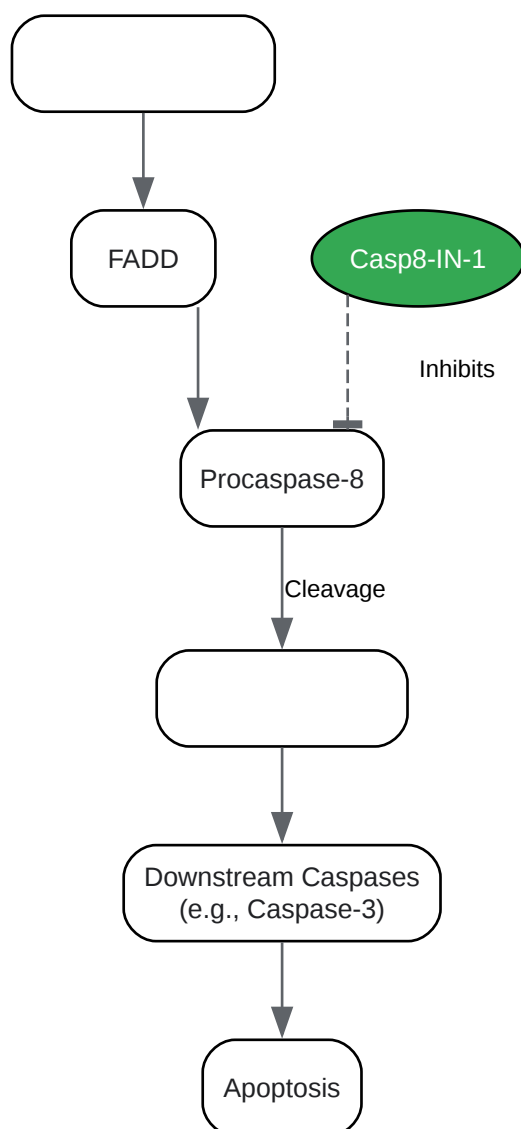 FADD
Casp8-IN-1
Inhibits
Procaspase-8
Cleavage
Downstream Caspases
(e.g., Caspase-3)
Apoptosis